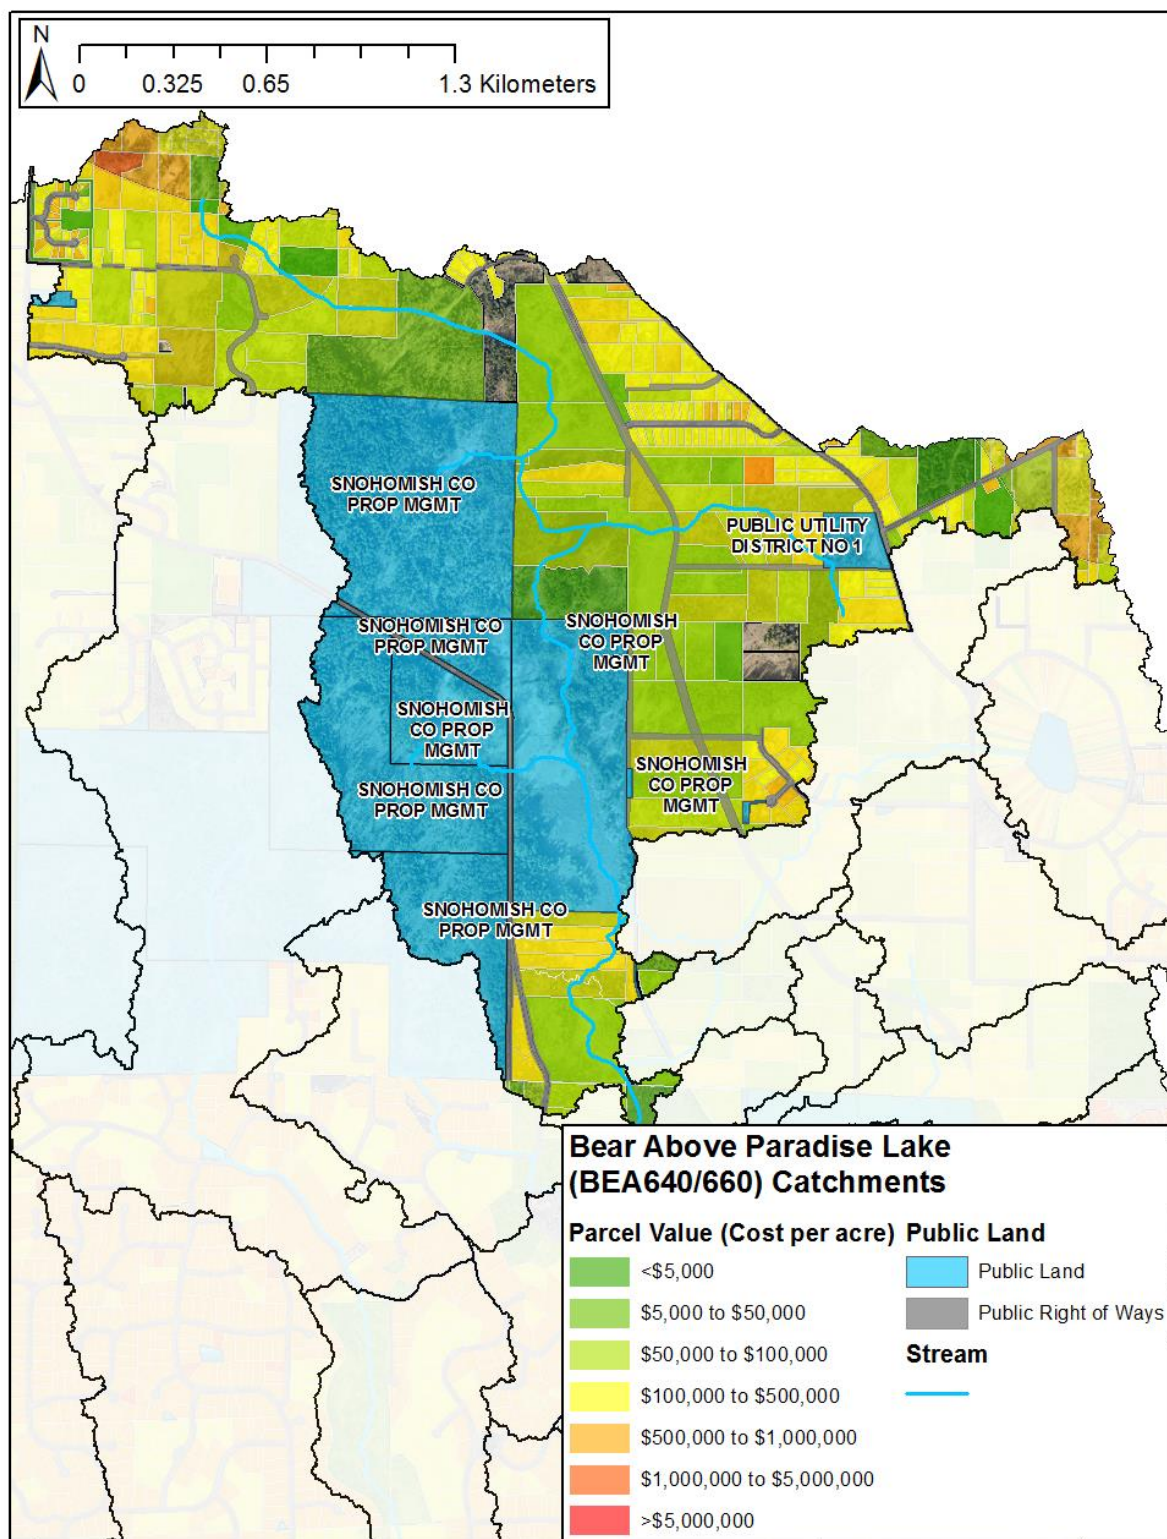 N
0 0.325 0.65 1.3 Kilometers
SNOHOMISH CO
PROP MGMT
PUBLIC UTILITY
DISTRICT NO 1
SNOHOMISH CO
PROP MGMT
SNOHOMISH
CO PROP
MGMT
SNOHOMISH
CO PROP
MGMT
SNOHOMISH CO
PROP MGMT
SNOHOMISH
CO PROP
MGMT
SNOHOMISH CO
PROP MGMT
Bear Above Paradise Lake
(BEA640/660) Catchments
Parcel Value (Cost per acre)
<$5,000
$5,000 to $50,000
$50,000 to $100,000
$100,000 to $500,000
$500,000 to $1,000,000
$1,000,000 to $5,000,000
>$5,000,000
Public Land
Public Land
Public Right of Ways
Stream